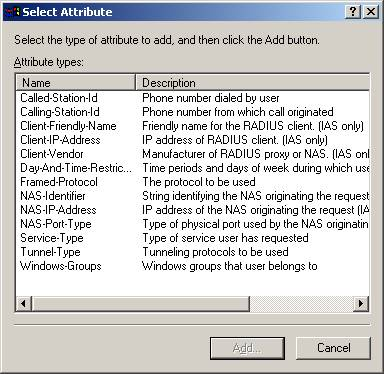 Select Attribute
Select the type of attribute to add, and then click the Add button.
Attribute types:
Name Description
Called-Station-Id Phone number dialed by user
Calling-Station-Id Phone number from which call originated
Client-Friendly-Name Friendly name for the RADIUS client. (IAS only)
Client-IP-Address IP address of RADIUS client. (IAS only)
Client-Vendor Manufacturer of RADIUS proxy or NAS. (IAS onl
Day-And-Time-Restric... Time periods and days of week during which use
Framed-Protocol The protocol to be used
NAS-Identifier String identifying the NAS originating the request
NAS-IP-Address IP address of the NAS originating the request (IA
NAS-Port-Type Type of physical port used by the NAS originatin
Service-Type Type of service user has requested
Tunnel-Type Tunneling protocols to be used
Windows-Groups Windows groups that user belongs to
Add... Cancel